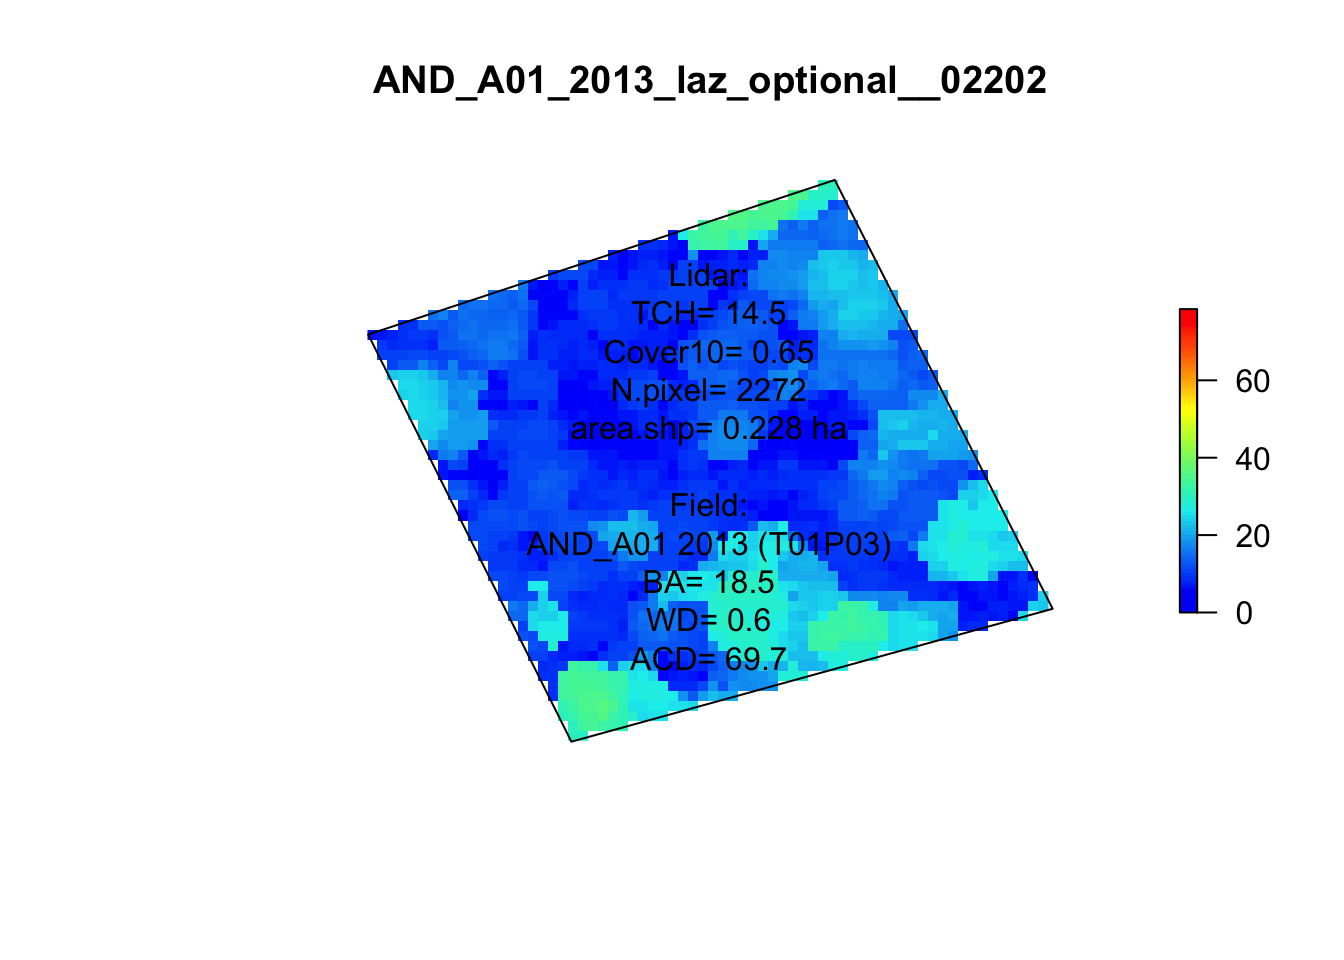 AND_A01_2013_laz_optional__02202
Lidar:
TCH= 14.5
Cover10= 0.65
N.pixel= 2272
area.shp= 0.228 ha
Field:
AND_A01 2013 (T01P03)
BA= 18.5
WD= 0.6
ACD= 69.7
60
40
20
0